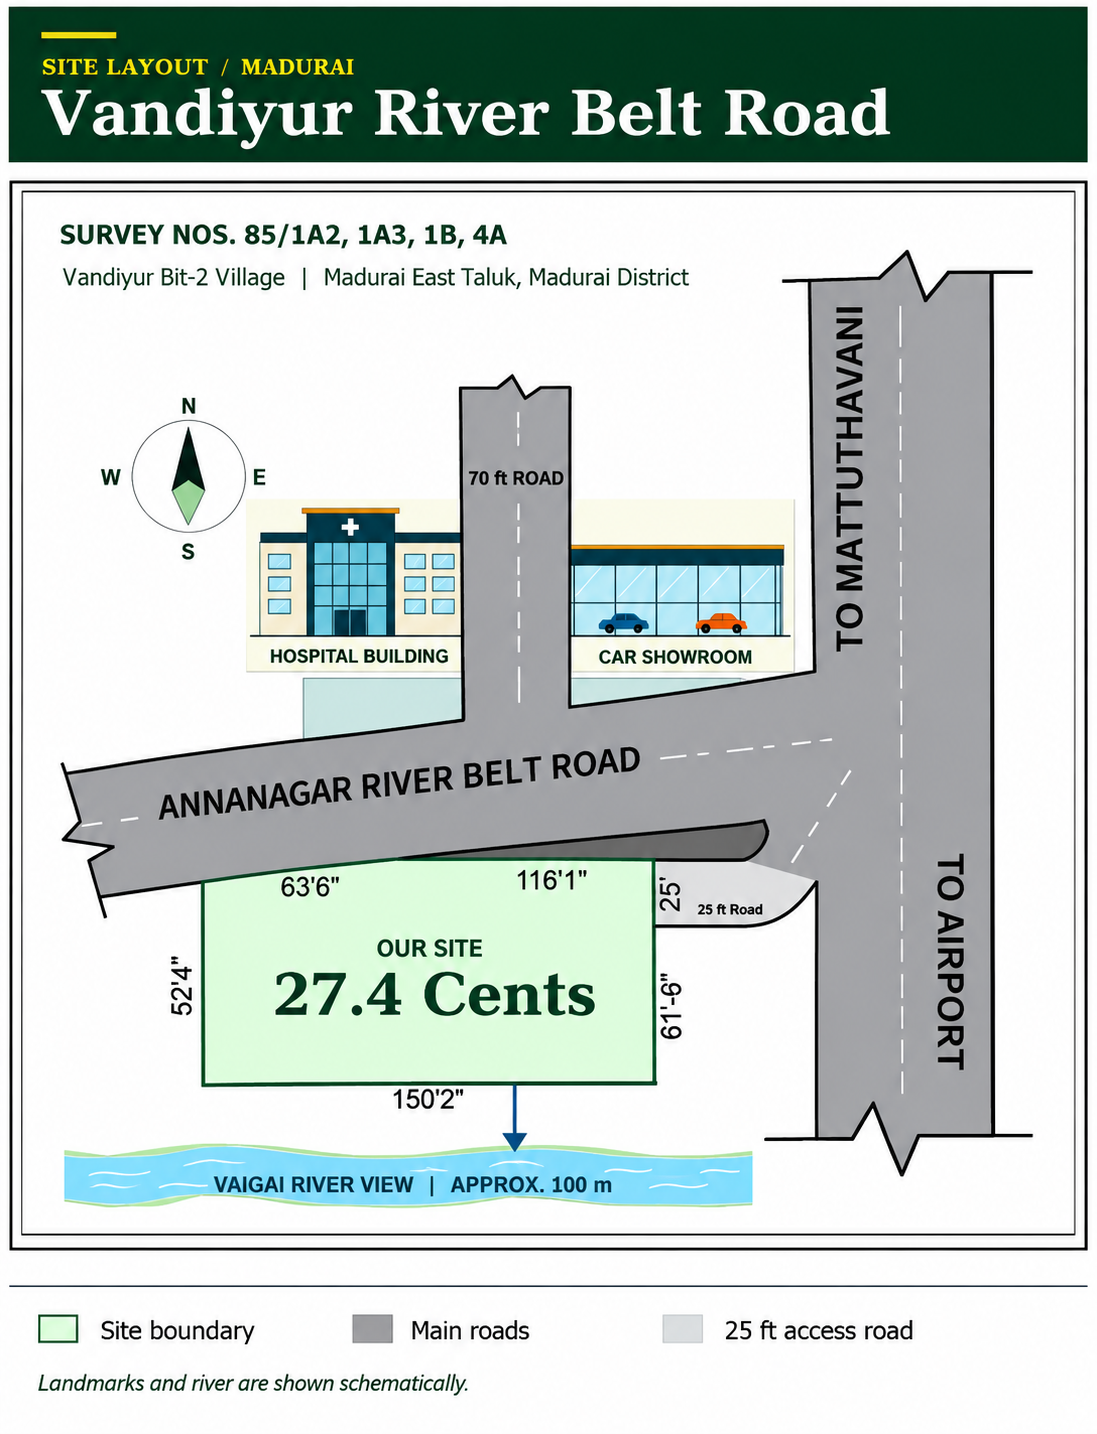 SITE LAYOUT / MADURAI
Vandiyur River Belt Road
SURVEY NOS. 85/1A2, 1A3, 1B, 4A
Vandiyur Bit-2 Village | Madurai East Taluk, Madurai District
TO MATTUTHAVANI
N
W E
S
70 ft ROAD
HOSPITAL BUILDING
CAR SHOWROOM
ANNANAGAR RIVER BELT ROAD
63'6"
116'1"
25'
25 ft Road
TO AIRPORT
OUR SITE
27.4 Cents
52'4"
61'-6"
150'2"
VAIGAI RIVER VIEW | APPROX. 100 m
Site boundary
Main roads
25 ft access road
Landmarks and river are shown schematically.